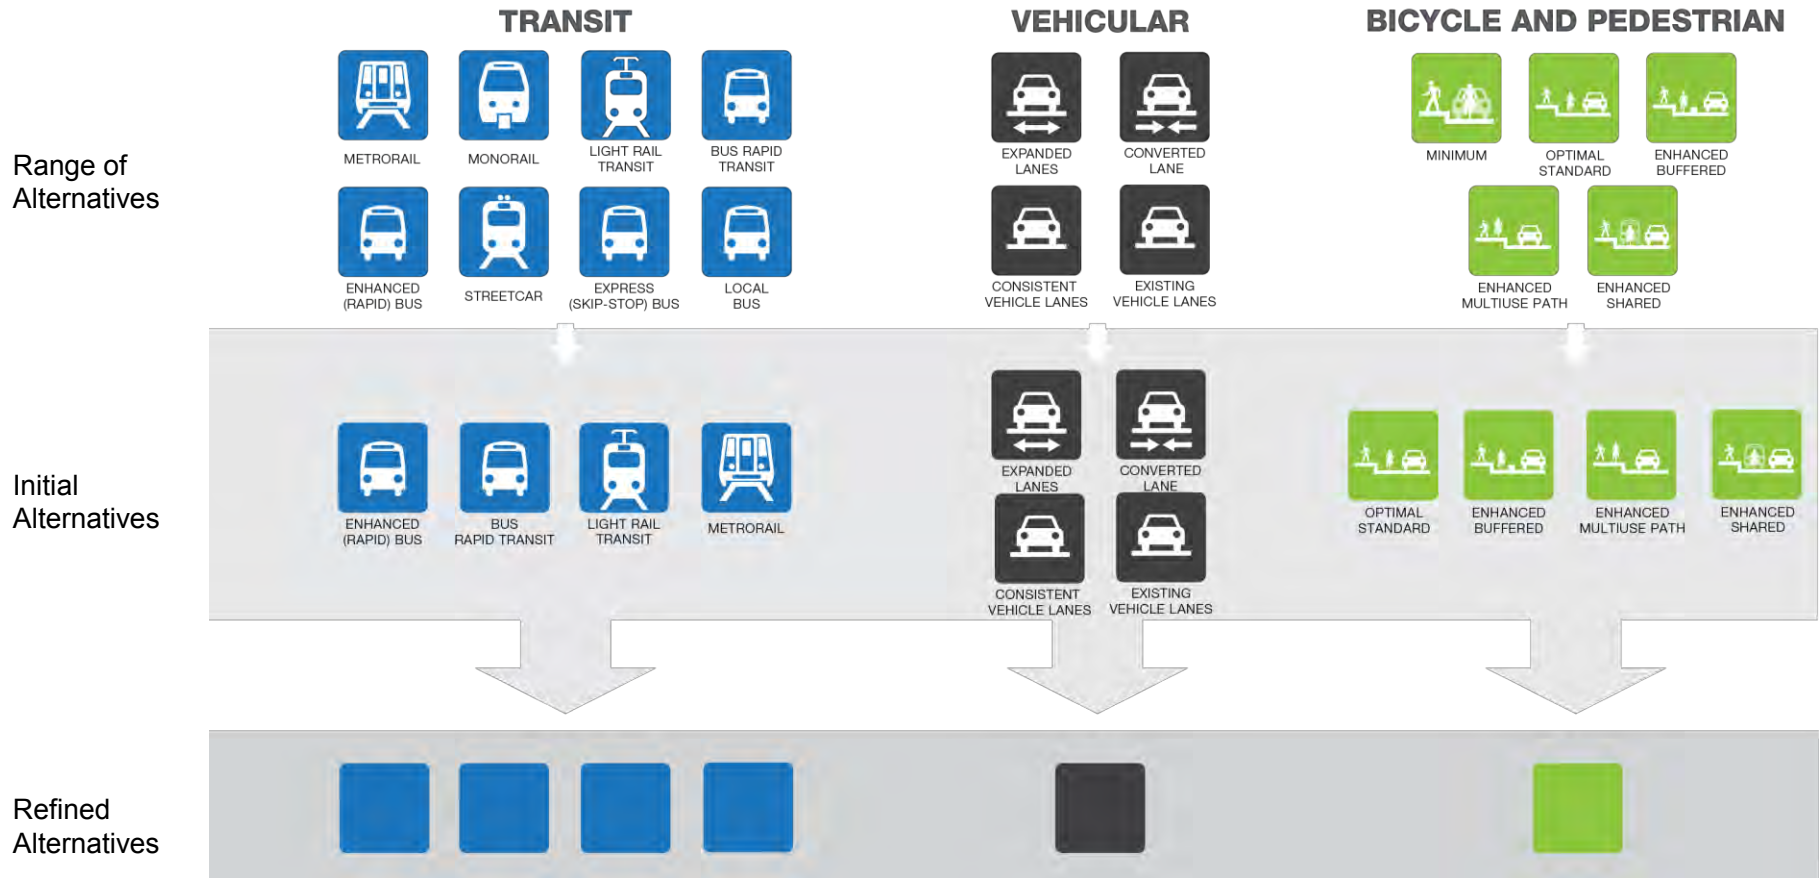 TRANSIT
VEHICULAR
BICYCLE AND PEDESTRIAN
Range of
Alternatives
METRORAIL
MONORAIL
LIGHT RAIL
TRANSIT
BUS RAPID
TRANSIT
ENHANCED
(RAPID) BUS
STREETCAR
EXPRESS
(SKIP-STOP) BUS
LOCAL
BUS
EXPANDED
LANES
CONVERTED
LANE
CONSISTENT
VEHICLE LANES
EXISTING
VEHICLE LANES
MINIMUM
OPTIMAL
STANDARD
ENHANCED
BUFFERED
ENHANCED
MULTIUSE PATH
ENHANCED
SHARED
Initial
Alternatives
ENHANCED
(RAPID) BUS
BUS
RAPID TRANSIT
LIGHT RAIL
TRANSIT
METRORAIL
EXPANDED
LANES
CONVERTED
LANE
CONSISTENT
VEHICLE LANES
EXISTING
VEHICLE LANES
OPTIMAL
STANDARD
ENHANCED
BUFFERED
ENHANCED
MULTIUSE PATH
ENHANCED
SHARED
Refined
Alternatives